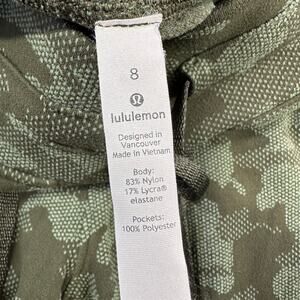 8
lululemon
Designed in
Vancouver
Made in Vietnam
Body:
83% Nylon
17% Lycra®
elastane
Pockets:
100% Polyester